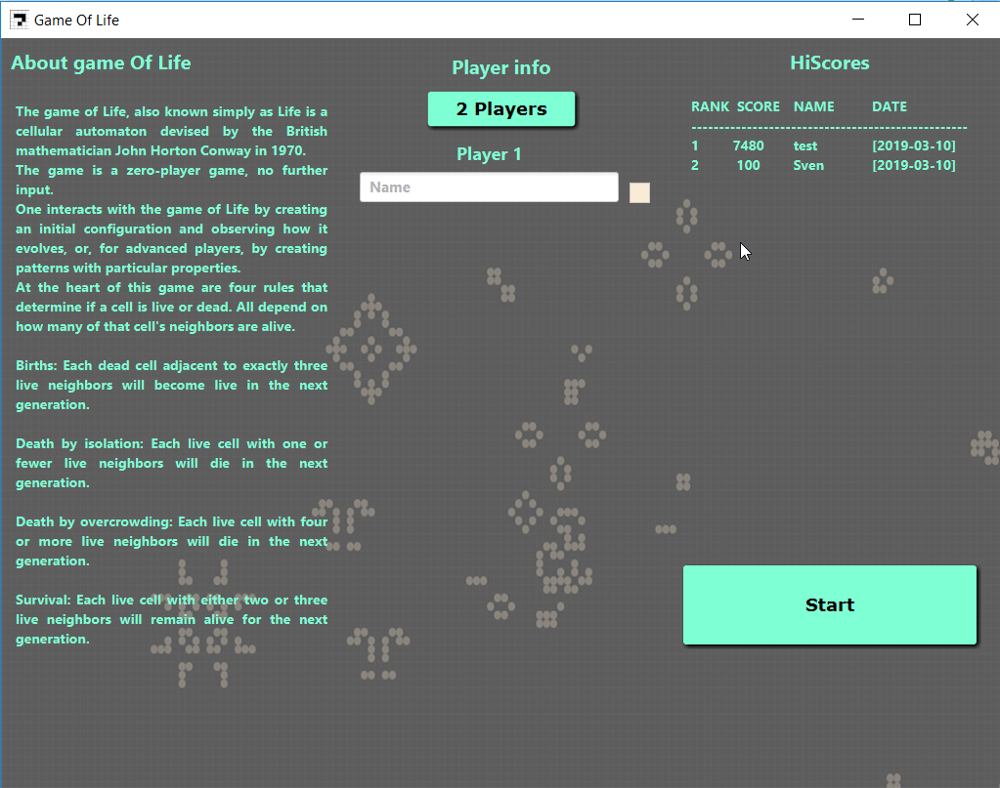 Game Of Life
About game Of Life
The game of Life, also known simply as Life is a
cellular automaton devised by the British
mathematician John Horton Conway in 1970.
The game is a zero-player game, no further
input.
One interacts with the game of Life by creating
an initial configuration and observing how it
evolves, or, for advanced players, by creating
patterns with particular properties.
At the heart of this game are four rules that
determine if a cell is live or dead. All depend on
how many of that cell's neighbors are alive.
Births: Each dead cell adjacent to exactly three
live neighbors will become live in the next
generation.
Death by isolation: Each live cell with one or
fewer live neighbors will die in the next
generation.
Death by overcrowding: Each live cell with four
or more live neighbors will die in the next
generation.
Survival: Each live cell with either two or three
live neighbors will remain alive for the next
generation.
Player info
2 Players
Player 1
Name
HiScores
RANK SCORE NAME DATE
------------------------------------------------
1 7480 test [2019-03-10]
2 100 Sven [2019-03-10]
Start